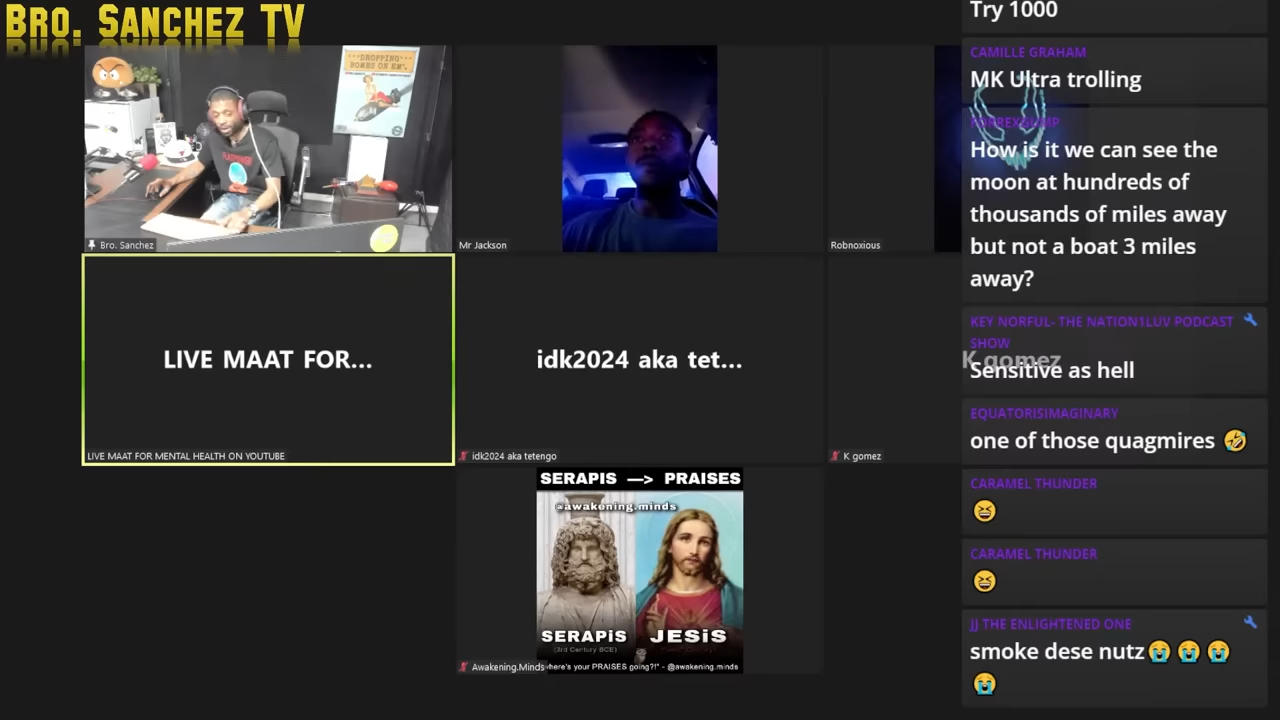 BRO. SANCHEZ TV
"DROPPING
BOMBS ON EM"
Bro. Sanchez
Mr Jackson
Robnoxious
LIVE MAAT FOR...
LIVE MAAT FOR MENTAL HEALTH ON YOUTUBE
idk2024 aka tet...
idk2024 aka tetengo
K gomez
K gomez
SERAPIS —> PRAISES
@awakening.minds
SERAPiS
(3rd Century BCE)
JESiS
Awakening.Minds
here's your PRAISES going?!" - @awakening.minds
Try 1000
CAMILLE GRAHAM
MK Ultra trolling
How is it we can see the
moon at hundreds of
thousands of miles away
but not a boat 3 miles
away?
KEY NORFUL- THE NATION1LUV PODCAST
SHOW
Sensitive as hell
EQUATORISIMAGINARY
one of those quagmires 🤣
CARAMEL THUNDER
😆
CARAMEL THUNDER
😆
JJ THE ENLIGHTENED ONE
smoke dese nutz😭 😭 😭
😭